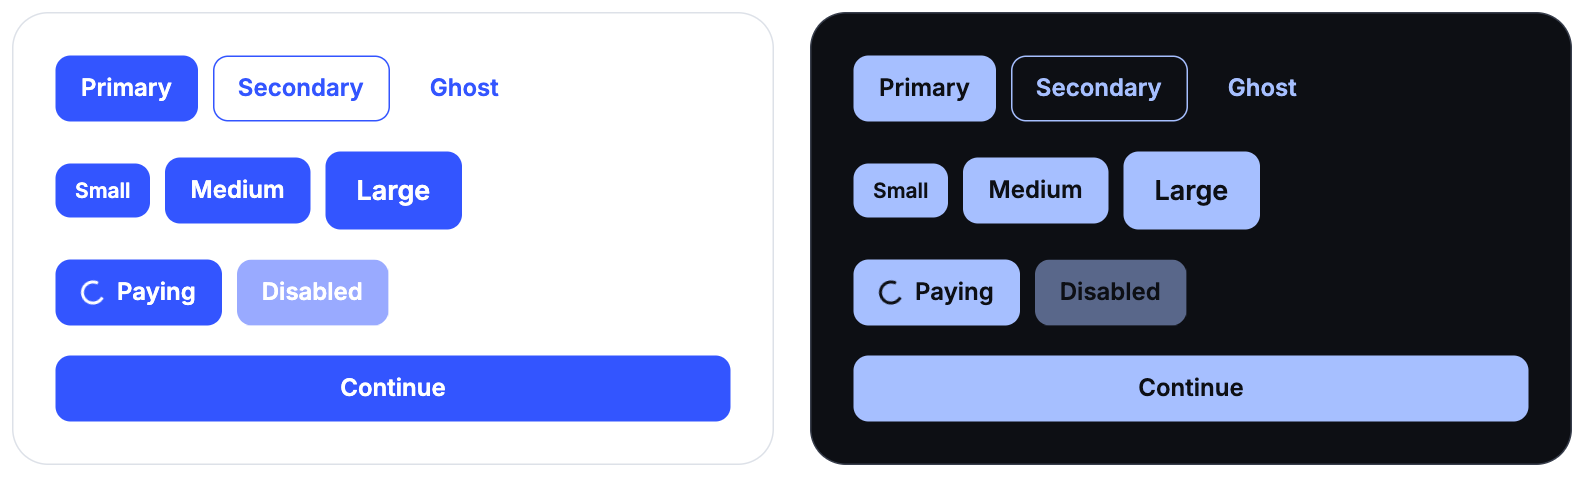 Primary Secondary Ghost
Small Medium Large
Paying Disabled
Continue
Primary Secondary Ghost
Small Medium Large
Paying Disabled
Continue